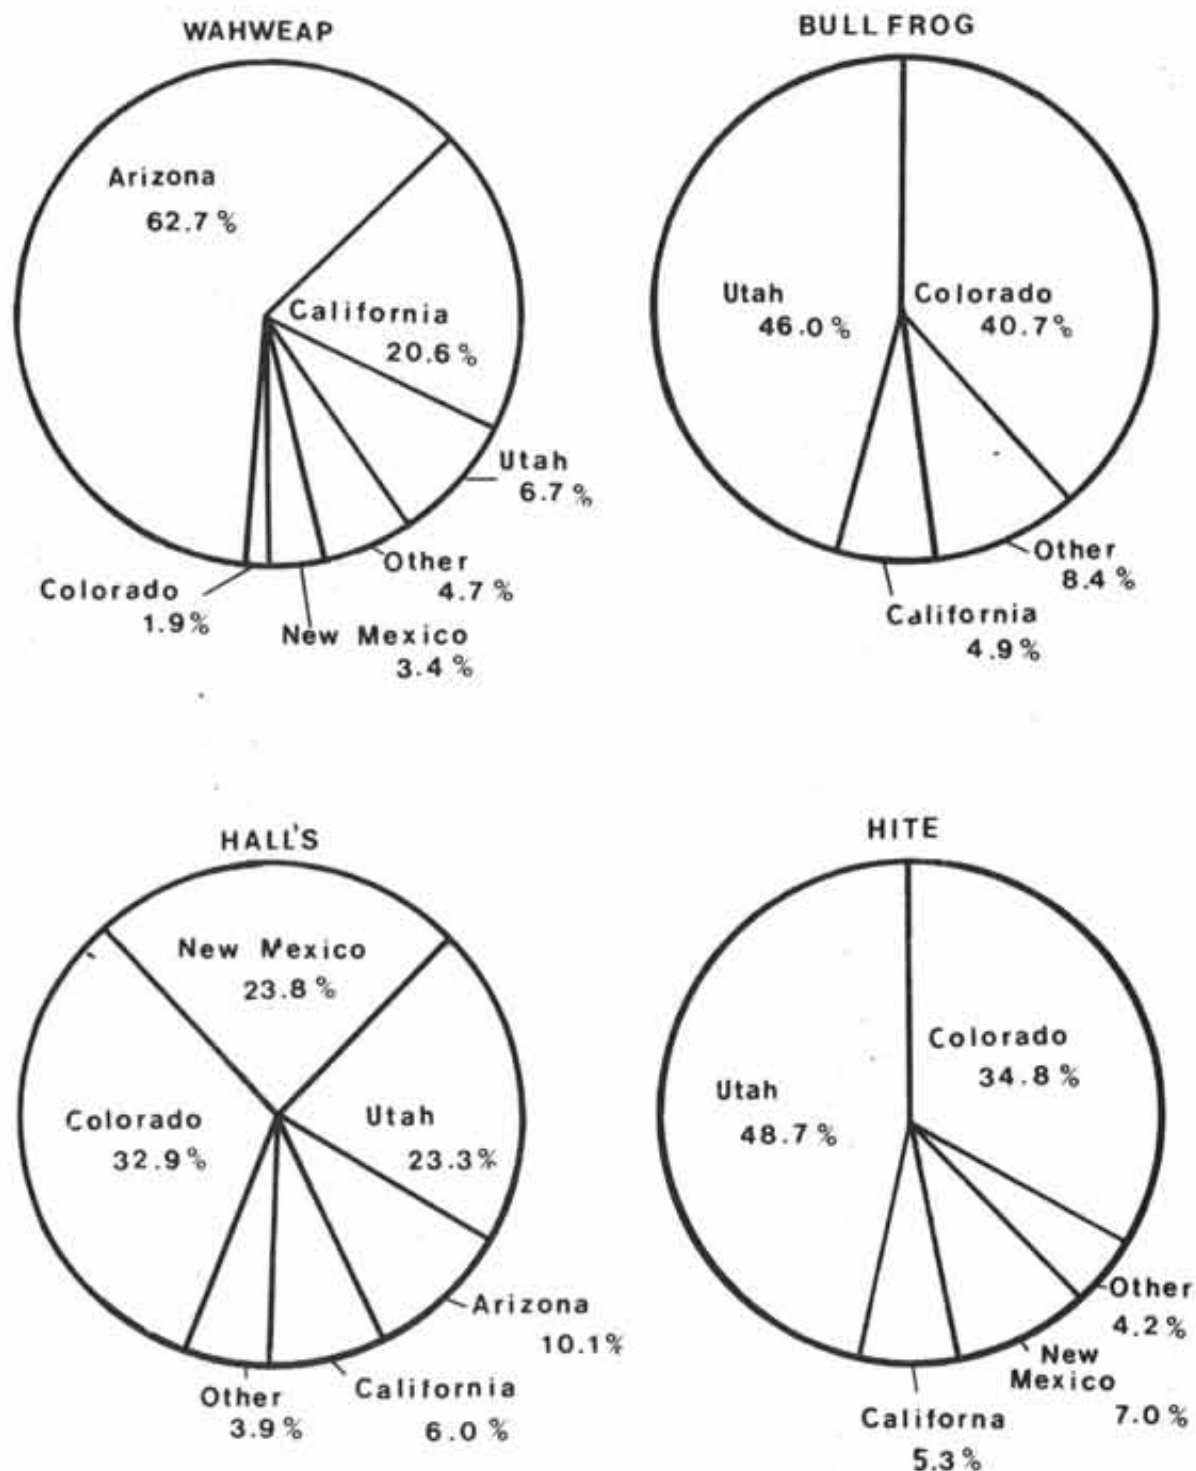 WAHWEAP
Arizona
62.7%
California
20.6%
Utah
6.7%
Other
4.7%
New Mexico
3.4%
Colorado
1.9%
BULLFROG
Utah
46.0%
Colorado
40.7%
Other
8.4%
California
4.9%
HALL'S
New Mexico
23.8%
Colorado
32.9%
Utah
23.3%
Arizona
10.1%
California
6.0%
Other
3.9%
HITE
Colorado
34.8%
Utah
48.7%
Other
4.2%
New
Mexico
7.0%
Californa
5.3%